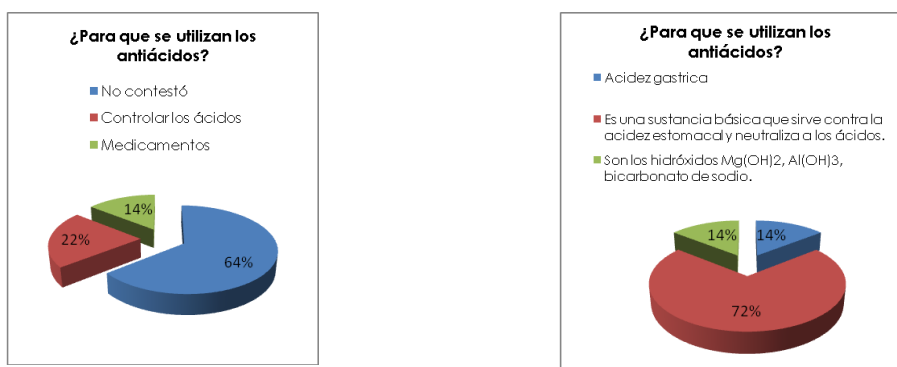 ¿Para que se utilizan los
antiácidos?
No contestó
Controlar los ácidos
Medicamentos
14%
22%
64%
¿Para que se utilizan los
antiácidos?
Acidez gastrica
Es una sustancia básica que sirve contra la
acidez estomacal y neutraliza a los ácidos.
Son los hidróxidos Mg(OH)2, Al(OH)3,
bicarbonato de sodio.
14%
14%
72%